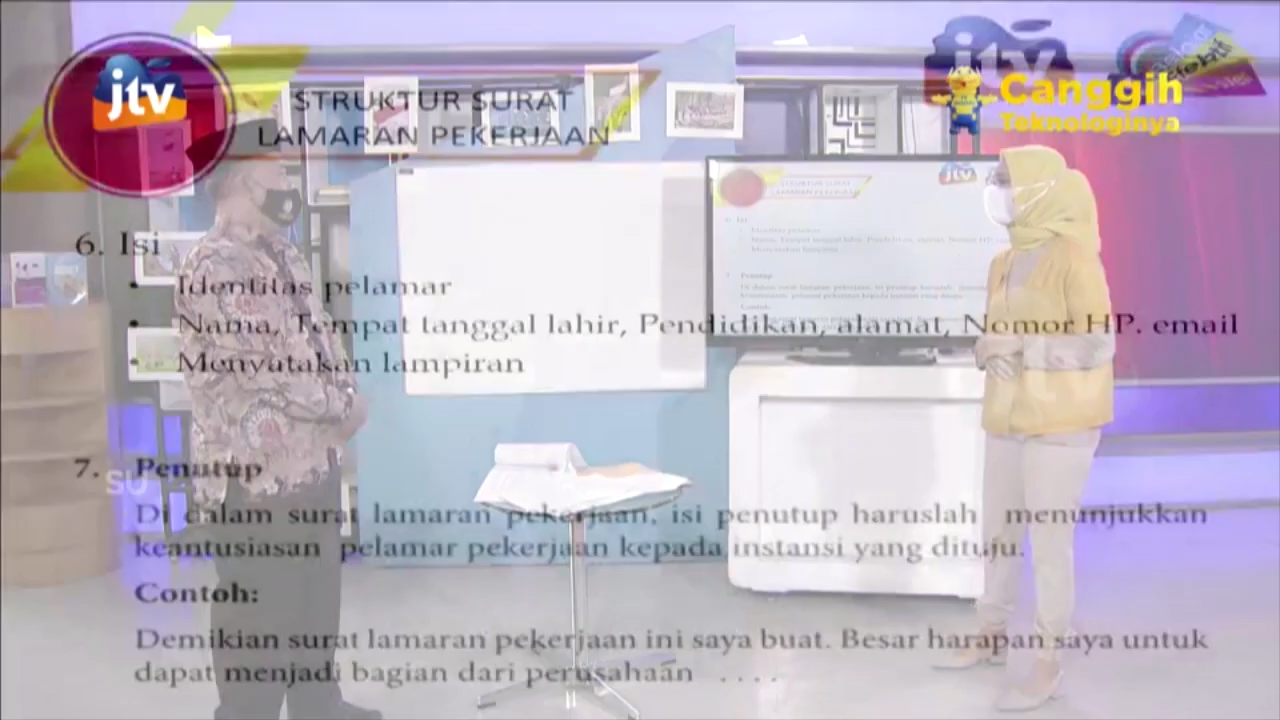 jtv
STRUKTUR SURAT
LAMARAN PEKERJAAN
jtv
Canggih
Teknologinya
jtv
6. Isi
• Identitas pelamar
• Nama, Tempat tanggal lahir, Pendidikan, alamat, Nomor HP. email
• Menyatakan lampiran
7. Penutup
Di dalam surat lamaran pekerjaan, isi penutup haruslah menunjukkan
keantusiasan pelamar pekerjaan kepada instansi yang dituju.
Contoh:
Demikian surat lamaran pekerjaan ini saya buat. Besar harapan saya untuk
dapat menjadi bagian dari perusahaan . . . .